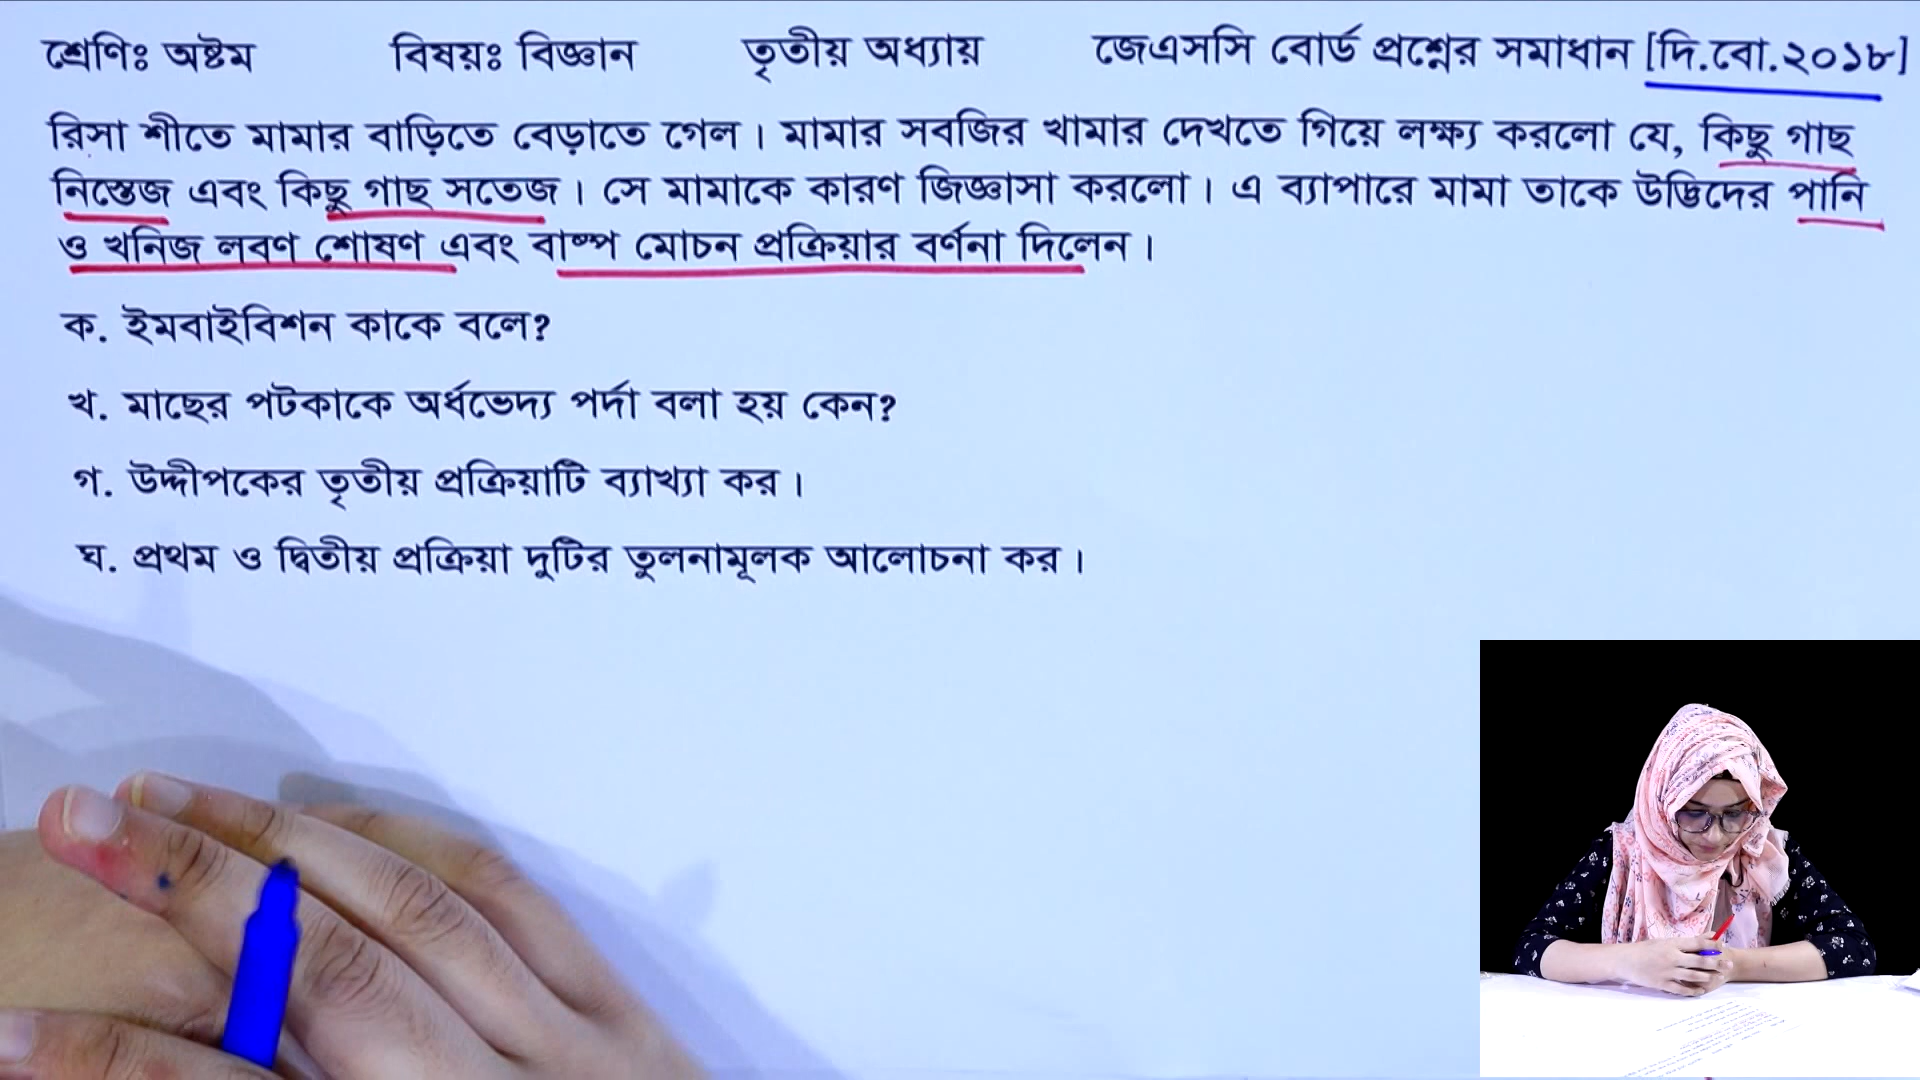 শ্রেণিঃ অষ্টম বিষয়ঃ বিজ্ঞান তৃতীয় অধ্যায় জেএসসি বোর্ড প্রশ্নের সমাধান [দি.বো.২০১৮]
রিসা শীতে মামার বাড়িতে বেড়াতে গেল। মামার সবজির খামার দেখতে গিয়ে লক্ষ্য করলো যে, কিছু গাছ
নিস্তেজ এবং কিছু গাছ সতেজ। সে মামাকে কারণ জিজ্ঞাসা করলো। এ ব্যাপারে মামা তাকে উদ্ভিদের পানি
ও খনিজ লবণ শোষণ এবং বাষ্প মোচন প্রক্রিয়ার বর্ণনা দিলেন।
ক. ইমবাইবিশন কাকে বলে?
খ. মাছের পটকাকে অর্ধভেদ্য পর্দা বলা হয় কেন?
গ. উদ্দীপকের তৃতীয় প্রক্রিয়াটি ব্যাখ্যা কর।
ঘ. প্রথম ও দ্বিতীয় প্রক্রিয়া দুটির তুলনামূলক আলোচনা কর।